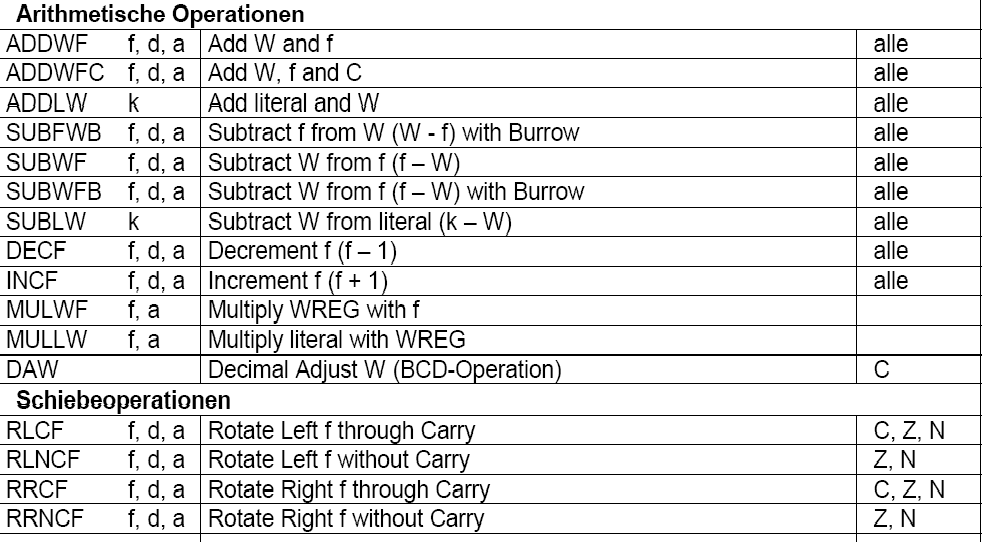 Arithmetische Operationen
ADDWF f, d, a Add W and f alle
ADDWFC f, d, a Add W, f and C alle
ADDLW k Add literal and W alle
SUBFWB f, d, a Subtract f from W (W - f) with Burrow alle
SUBWF f, d, a Subtract W from f (f – W) alle
SUBWFB f, d, a Subtract W from f (f – W) with Burrow alle
SUBLW k Subtract W from literal (k – W) alle
DECF f, d, a Decrement f (f – 1) alle
INCF f, d, a Increment f (f + 1) alle
MULWF f, a Multiply WREG with f
MULLW f, a Multiply literal with WREG
DAW Decimal Adjust W (BCD-Operation) C
Schiebeoperationen
RLCF f, d, a Rotate Left f through Carry C, Z, N
RLNCF f, d, a Rotate Left f without Carry Z, N
RRCF f, d, a Rotate Right f through Carry C, Z, N
RRNCF f, d, a Rotate Right f without Carry Z, N